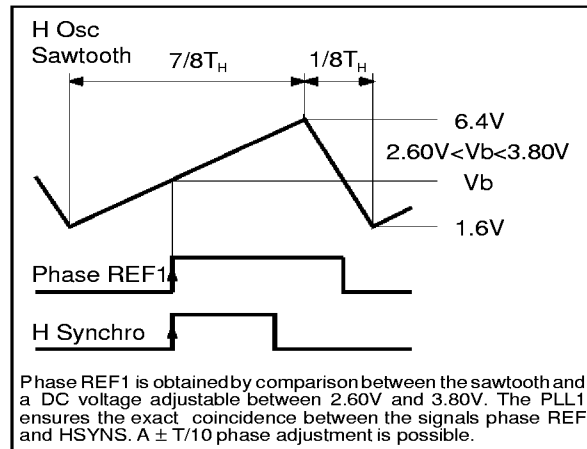 H Osc
Sawtooth
7/8TH
1/8TH
6.4V
2.60V<Vb<3.80V
Vb
1.6V
Phase REF1
H Synchro
Phase REF1 is obtained by comparison between the sawtooth and
a DC voltage adjustable between 2.60V and 3.80V. The PLL1
ensures the exact coincidence between the signals phase REF
and HSYNS. A ± T/10 phase adjustment is possible.